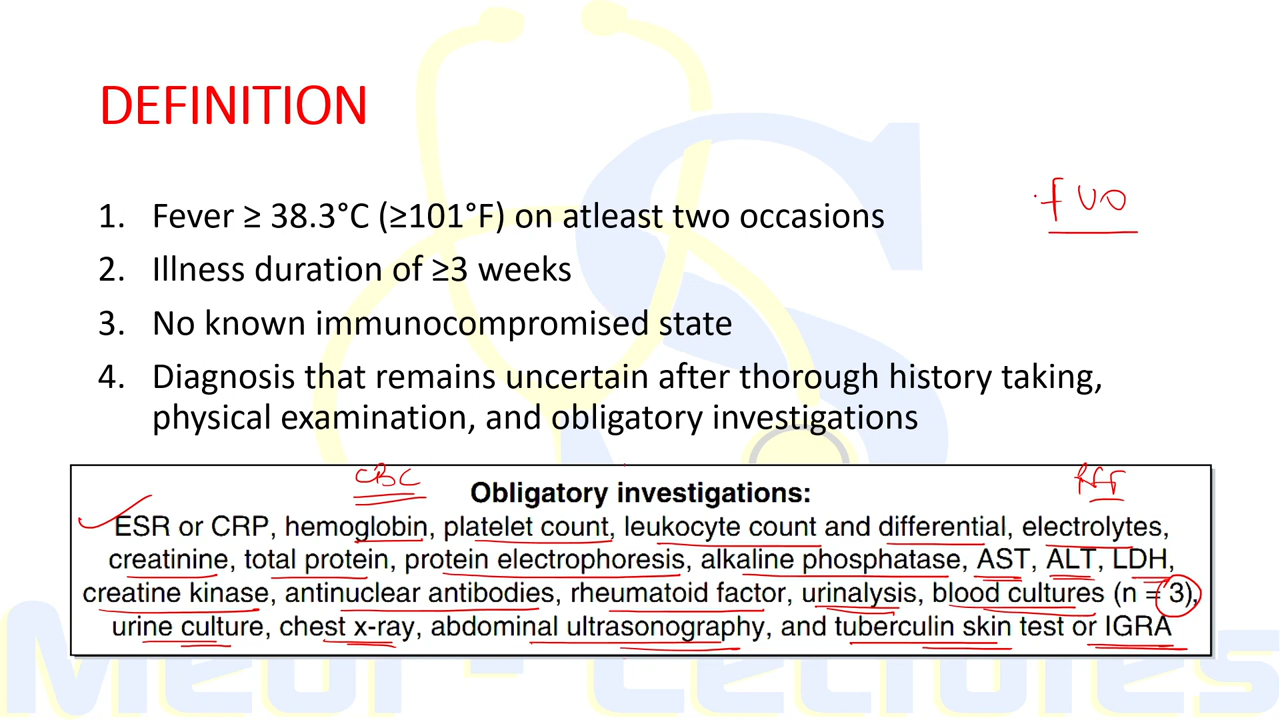 DEFINITION
fuo
1. Fever ≥ 38.3°C (≥101°F) on atleast two occasions
2. Illness duration of ≥3 weeks
3. No known immunocompromised state
4. Diagnosis that remains uncertain after thorough history taking,
physical examination, and obligatory investigations
CBC
Obligatory investigations:
ESR or CRP, hemoglobin, platelet count, leukocyte count and differential, electrolytes,
creatinine, total protein, protein electrophoresis, alkaline phosphatase, AST, ALT, LDH,
creatine kinase, antinuclear antibodies, rheumatoid factor, urinalysis, blood cultures (n = 3),
urine culture, chest x-ray, abdominal ultrasonography, and tuberculin skin test or IGRA